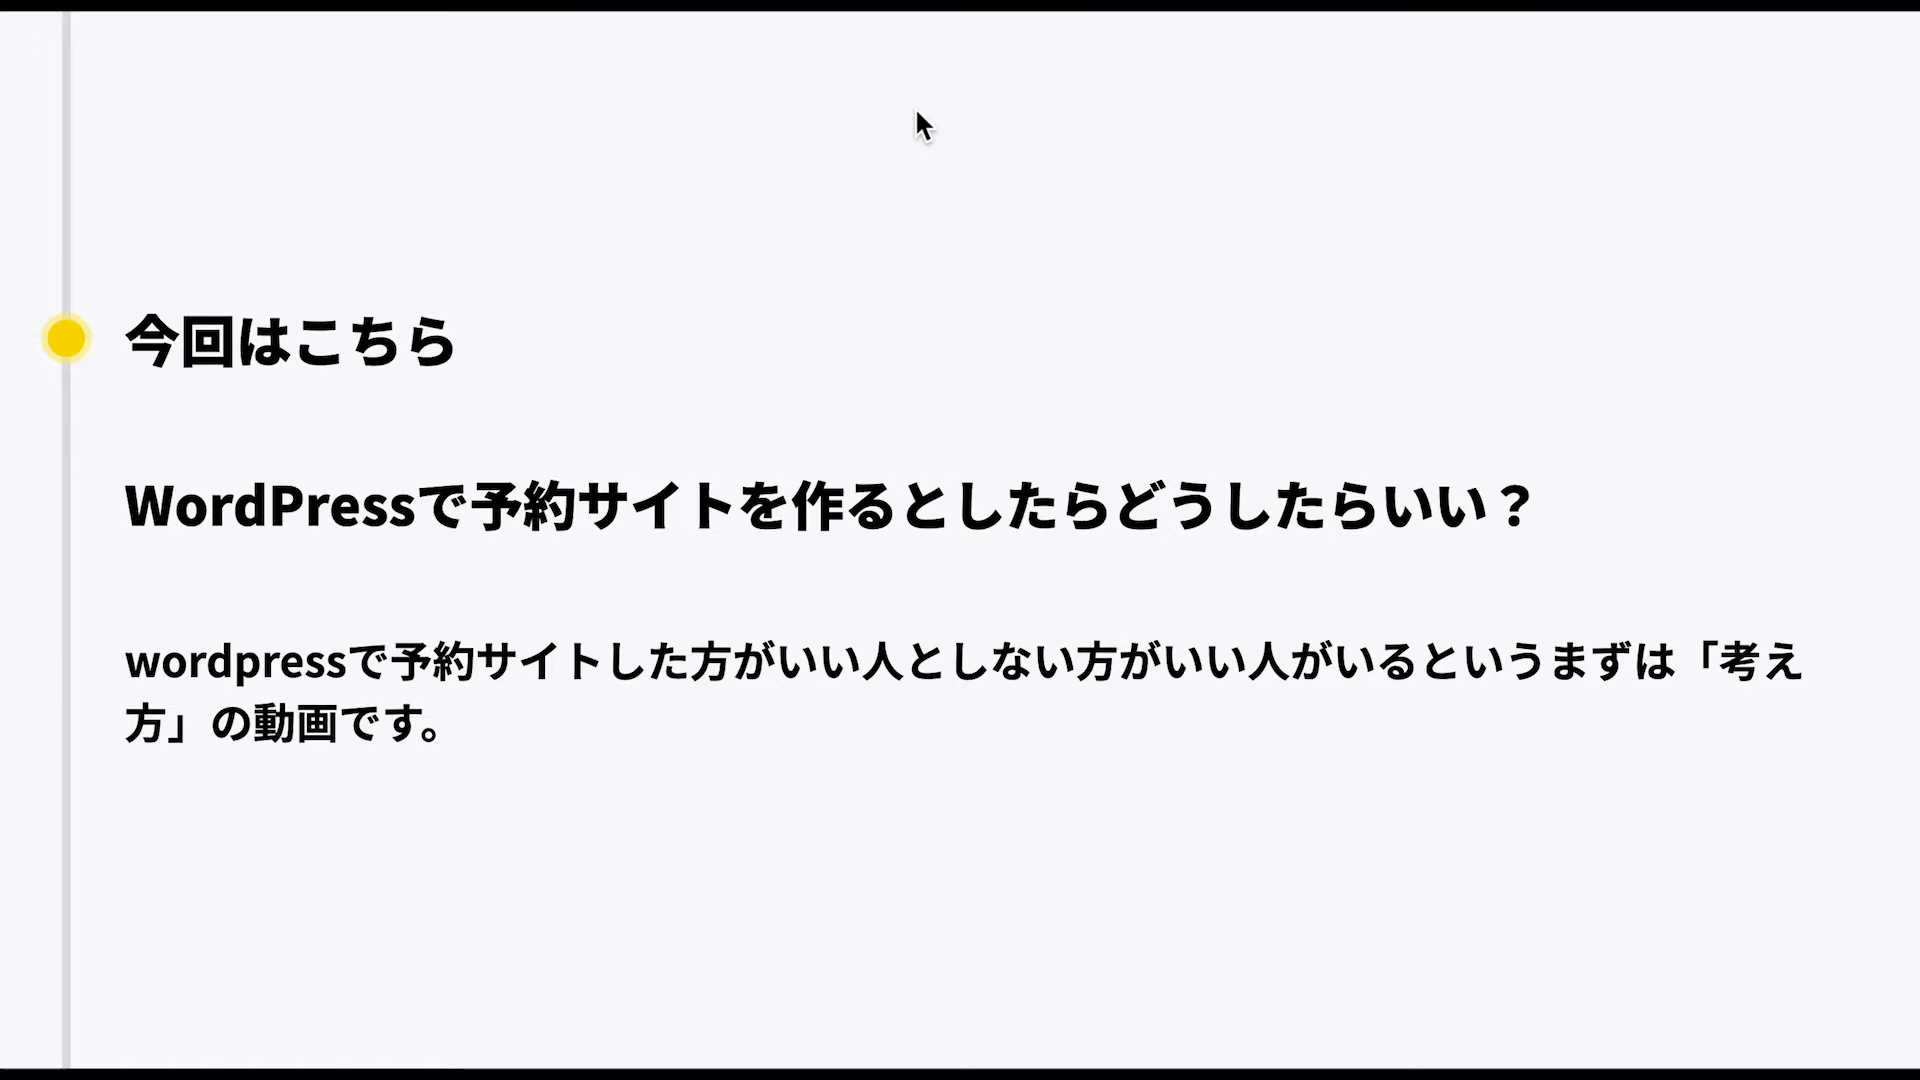 今回はこちら
WordPressで予約サイトを作るとしたらどうしたらいい？
wordpressで予約サイトした方がいい人としない方がいい人がいるというまずは「考え
方」の動画です。